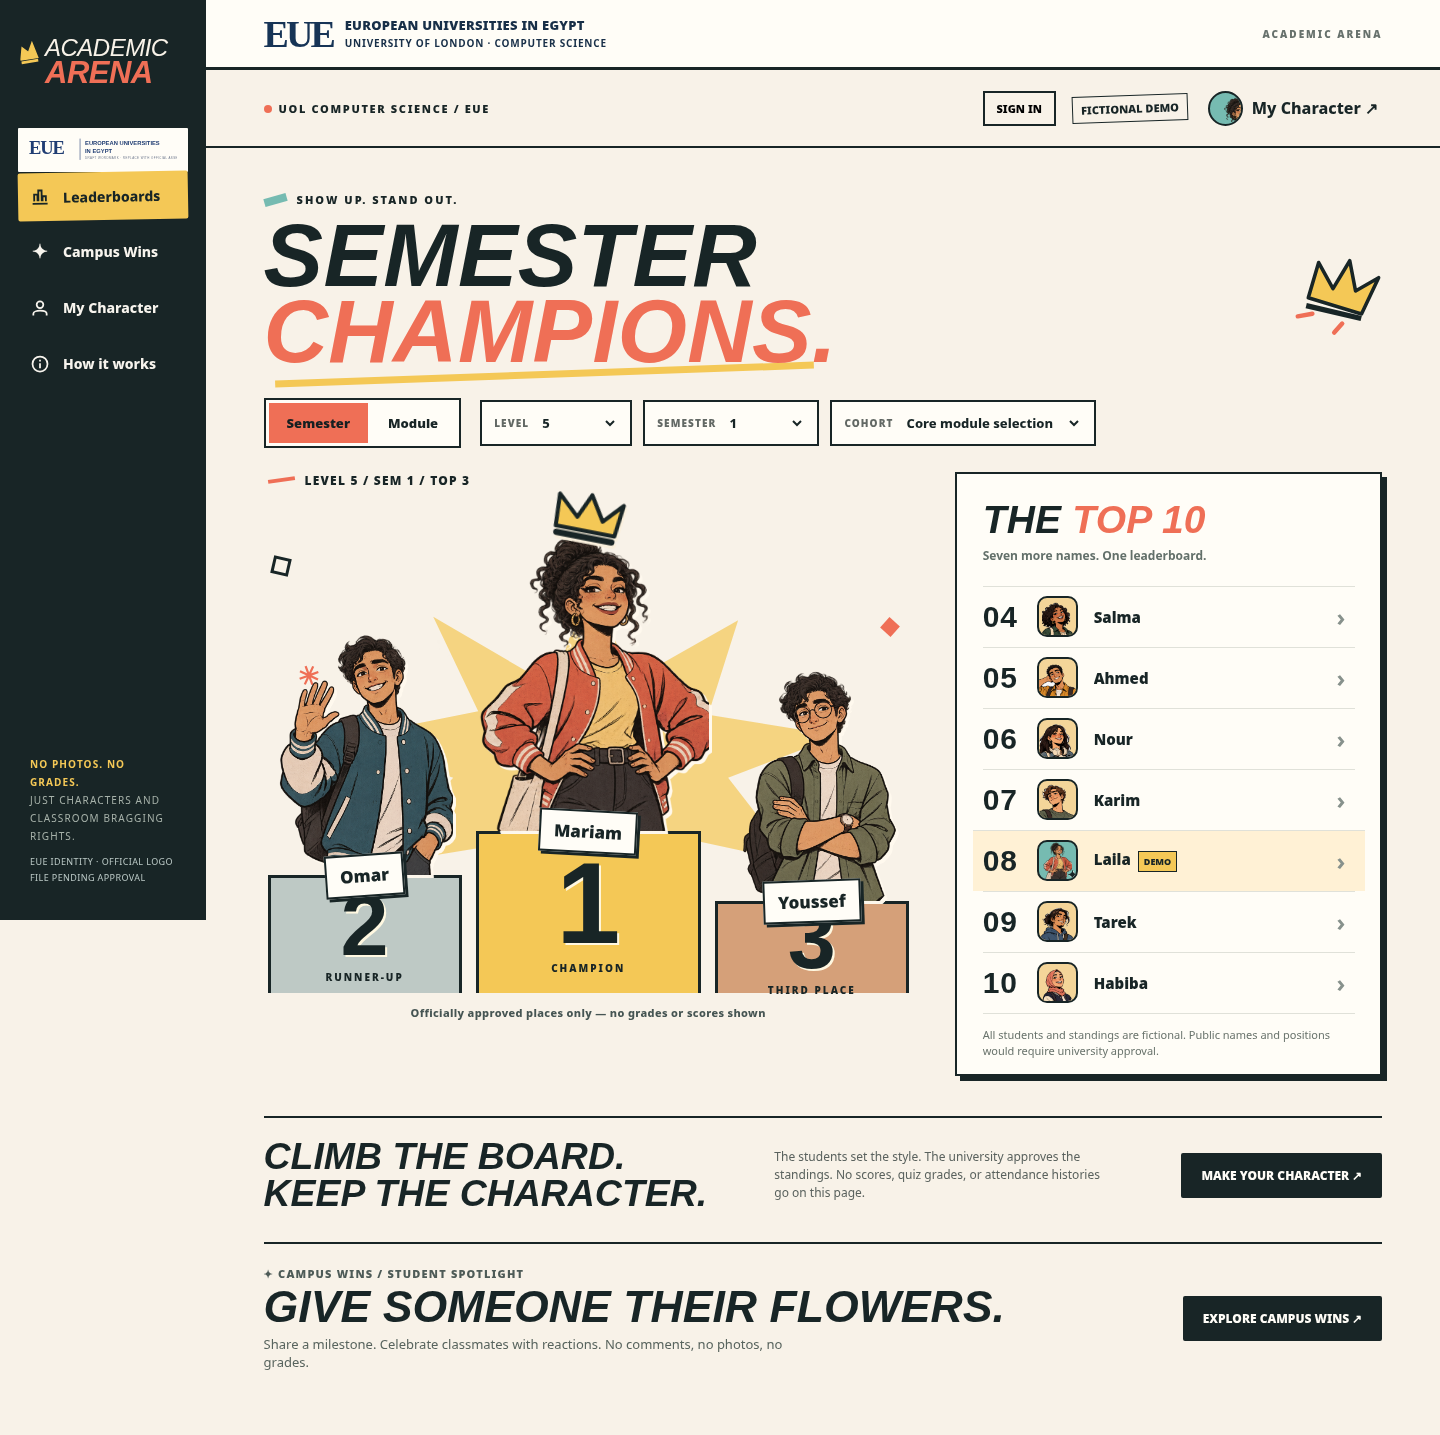 ACADEMIC
ARENA
EUE
EUROPEAN UNIVERSITIES
IN EGYPT
Leaderboards
Campus Wins
My Character
How it works
NO PHOTOS. NO
GRADES.
JUST CHARACTERS AND
CLASSROOM BRAGGING
RIGHTS.
EUE IDENTITY · OFFICIAL LOGO
FILE PENDING APPROVAL
EUE
EUROPEAN UNIVERSITIES IN EGYPT
UNIVERSITY OF LONDON · COMPUTER SCIENCE
ACADEMIC ARENA
UOL COMPUTER SCIENCE / EUE
SIGN IN
FICTIONAL DEMO
My Character ↗
SHOW UP. STAND OUT.
SEMESTER
CHAMPIONS.
Semester
Module
LEVEL 5
SEMESTER 1
COHORT Core module selection
LEVEL 5 / SEM 1 / TOP 3
Omar
2
RUNNER-UP
Mariam
1
CHAMPION
Youssef
3
THIRD PLACE
Officially approved places only — no grades or scores shown
THE TOP 10
Seven more names. One leaderboard.
04 Salma ›
05 Ahmed ›
06 Nour ›
07 Karim ›
08 Laila DEMO ›
09 Tarek ›
10 Habiba ›
All students and standings are fictional. Public names and positions
would require university approval.
CLIMB THE BOARD.
KEEP THE CHARACTER.
The students set the style. The university approves the
standings. No scores, quiz grades, or attendance histories
go on this page.
MAKE YOUR CHARACTER ↗
✦ CAMPUS WINS / STUDENT SPOTLIGHT
GIVE SOMEONE THEIR FLOWERS.
Share a milestone. Celebrate classmates with reactions. No comments, no photos, no
grades.
EXPLORE CAMPUS WINS ↗